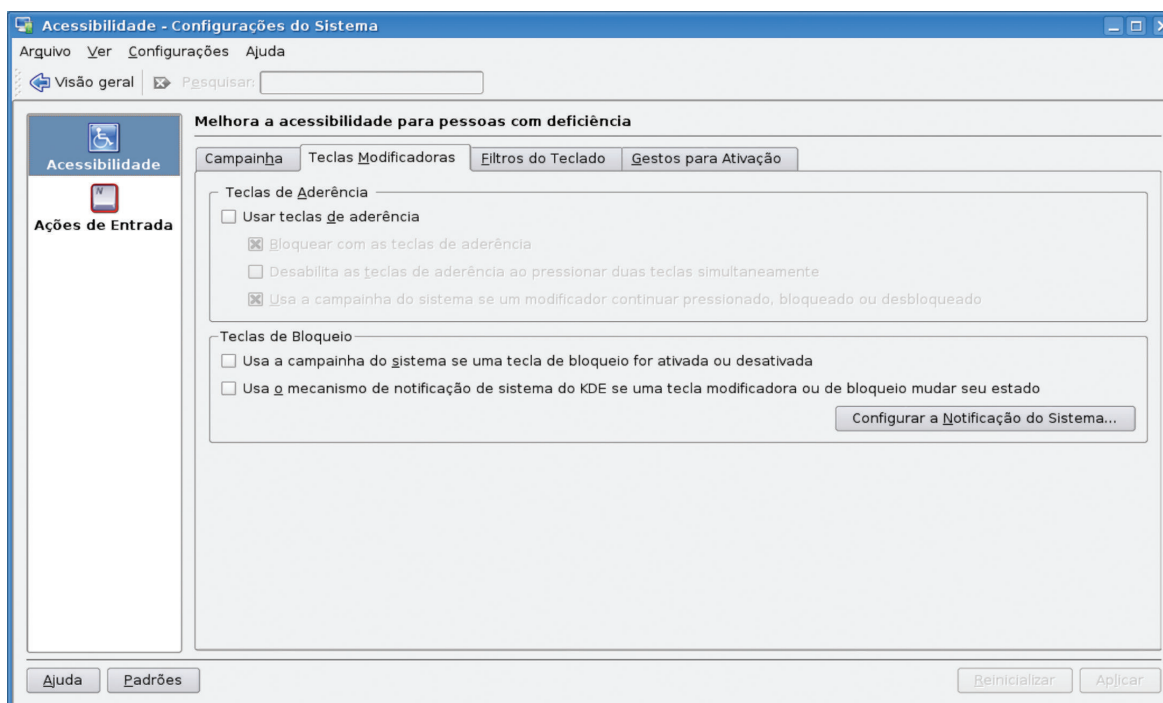 Acessibilidade - Configurações do Sistema
Arquivo Ver Configurações Ajuda
Visão geral Pesquisar:
Melhora a acessibilidade para pessoas com deficiência
Acessibilidade
Ações de Entrada
Campainha Teclas Modificadoras Filtros do Teclado Gestos para Ativação
Teclas de Aderência
Usar teclas de aderência
Bloquear com as teclas de aderência
Desabilita as teclas de aderência ao pressionar duas teclas simultaneamente
Usa a campainha do sistema se um modificador continuar pressionado, bloqueado ou desbloqueado
Teclas de Bloqueio
Usa a campainha do sistema se uma tecla de bloqueio for ativada ou desativada
Usa o mecanismo de notificação de sistema do KDE se uma tecla modificadora ou de bloqueio mudar seu estado
Configurar a Notificação do Sistema...
Ajuda Padrões Reinicializar Aplicar